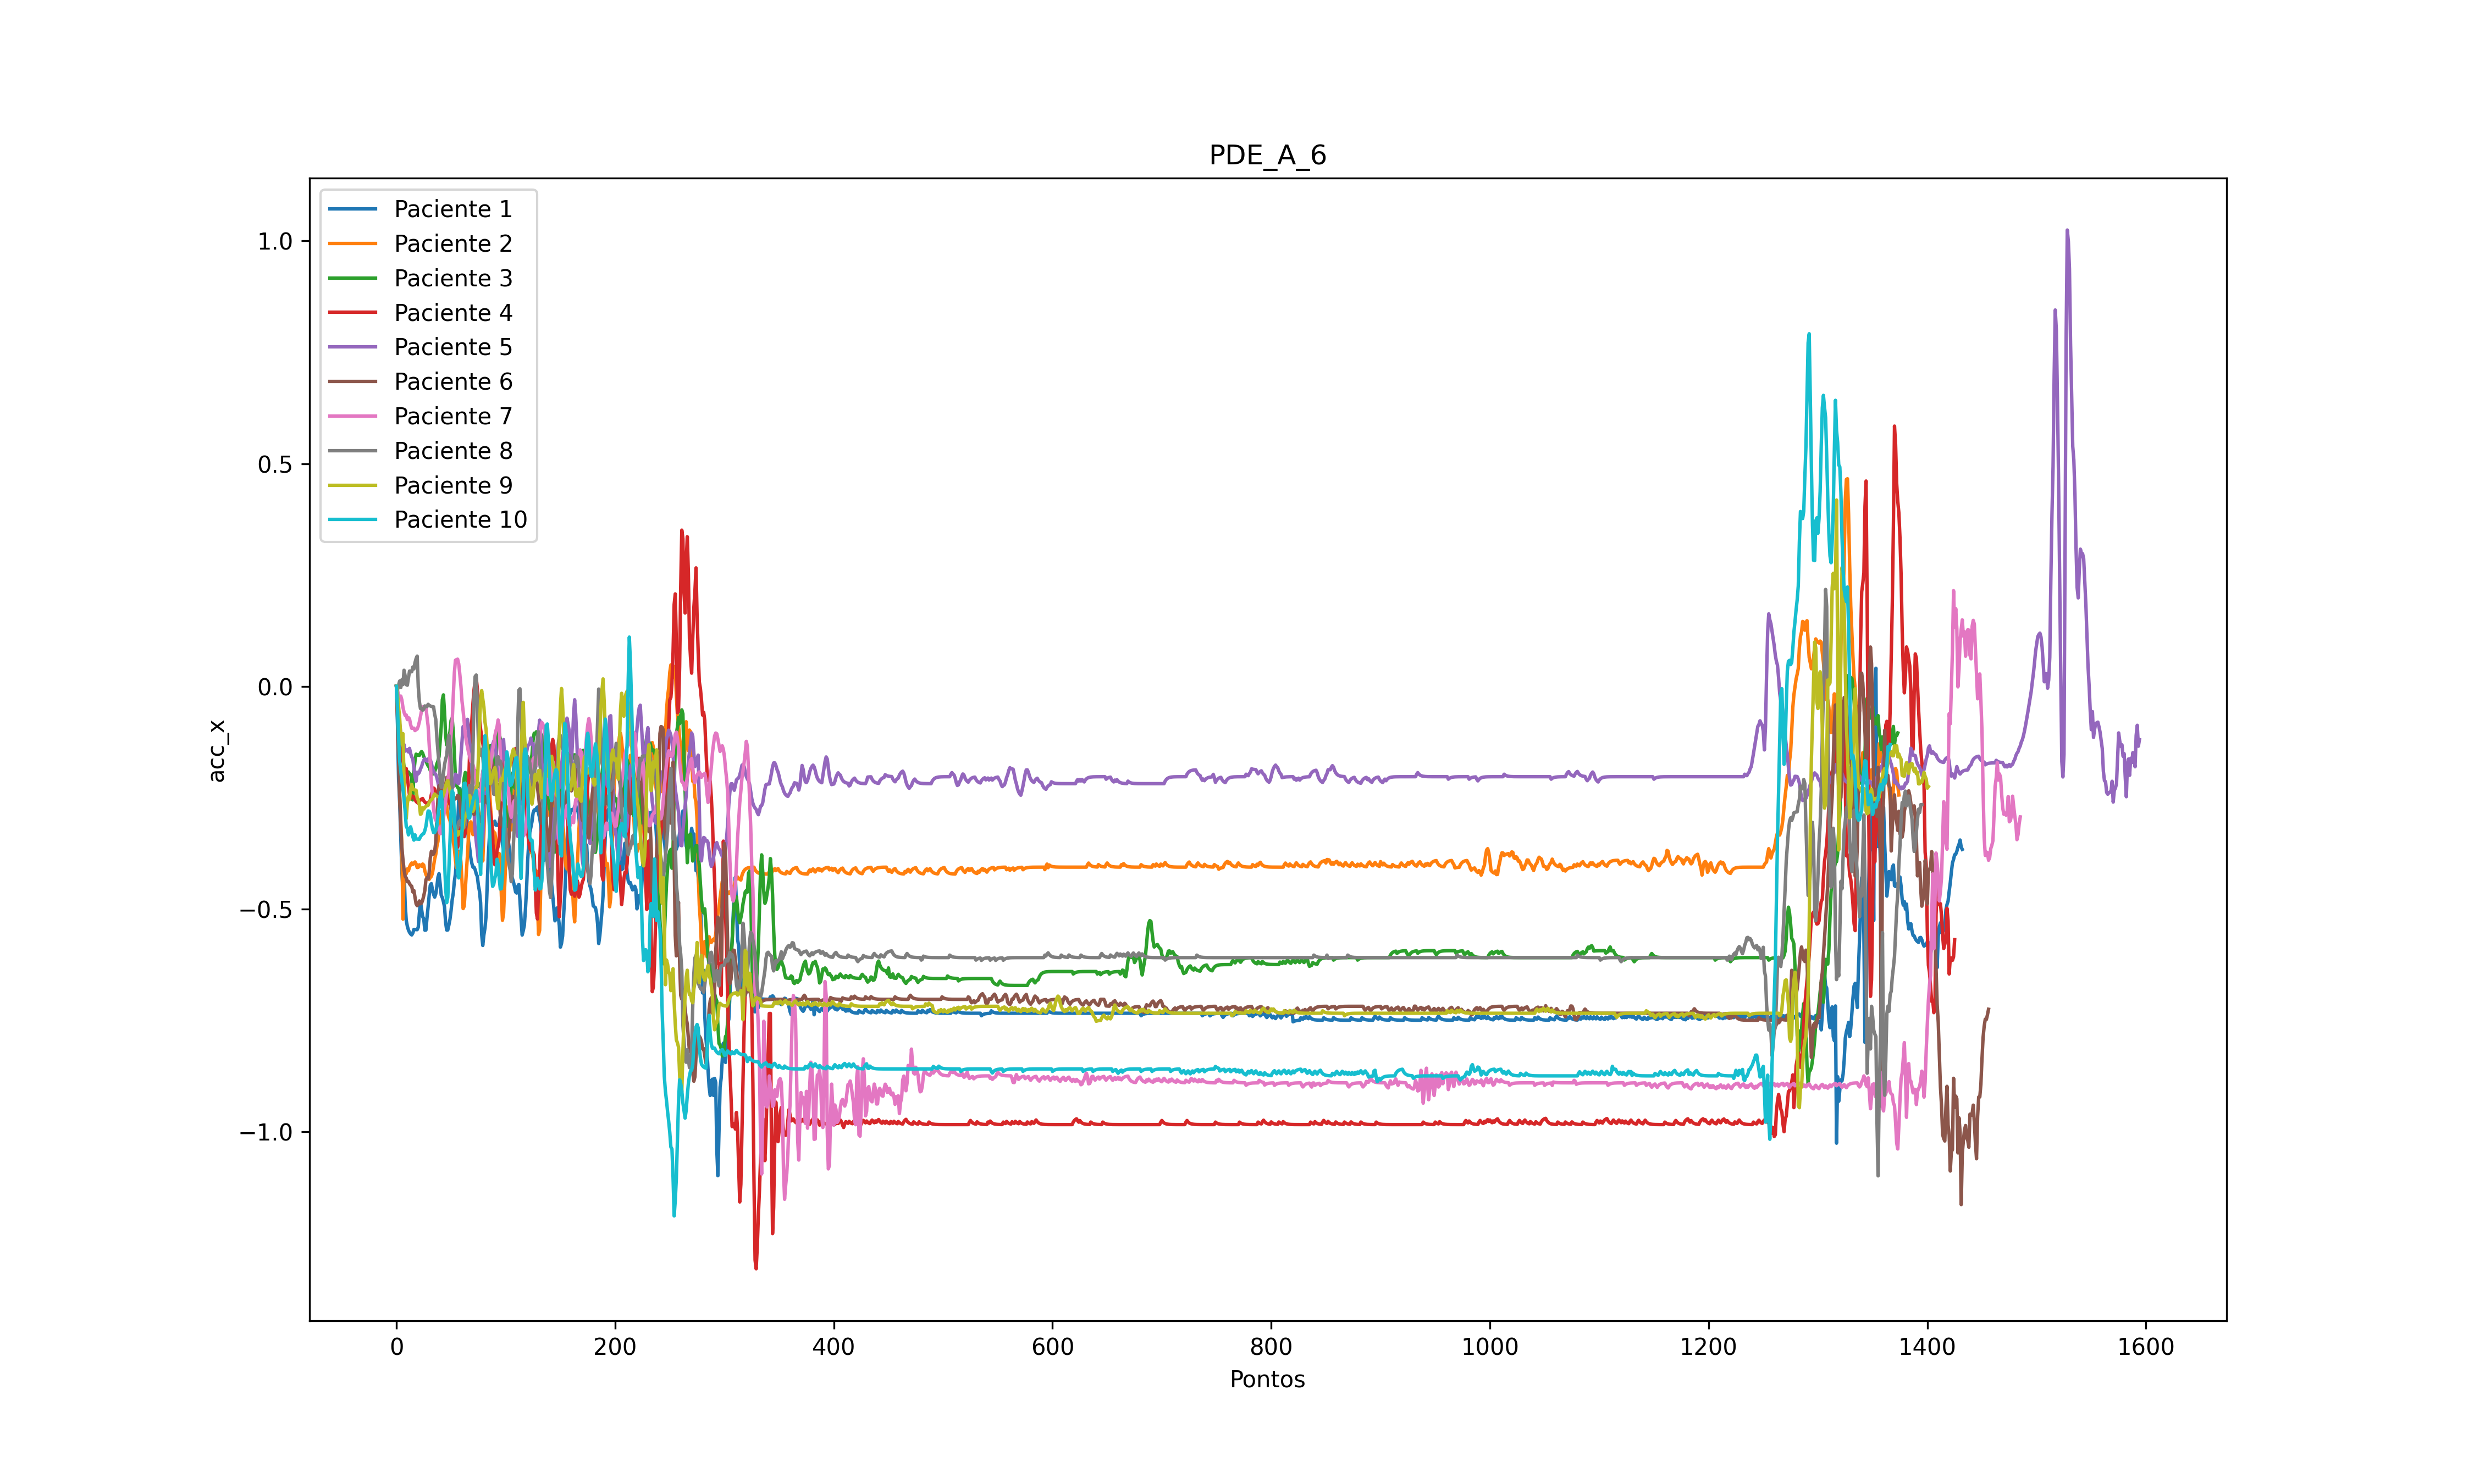 PDE_A_6
Paciente 1
Paciente 2
Paciente 3
Paciente 4
Paciente 5
Paciente 6
Paciente 7
Paciente 8
Paciente 9
Paciente 10
1.0
0.5
0.0
−0.5
−1.0
acc_x
0 200 400 600 800 1000 1200 1400 1600
Pontos